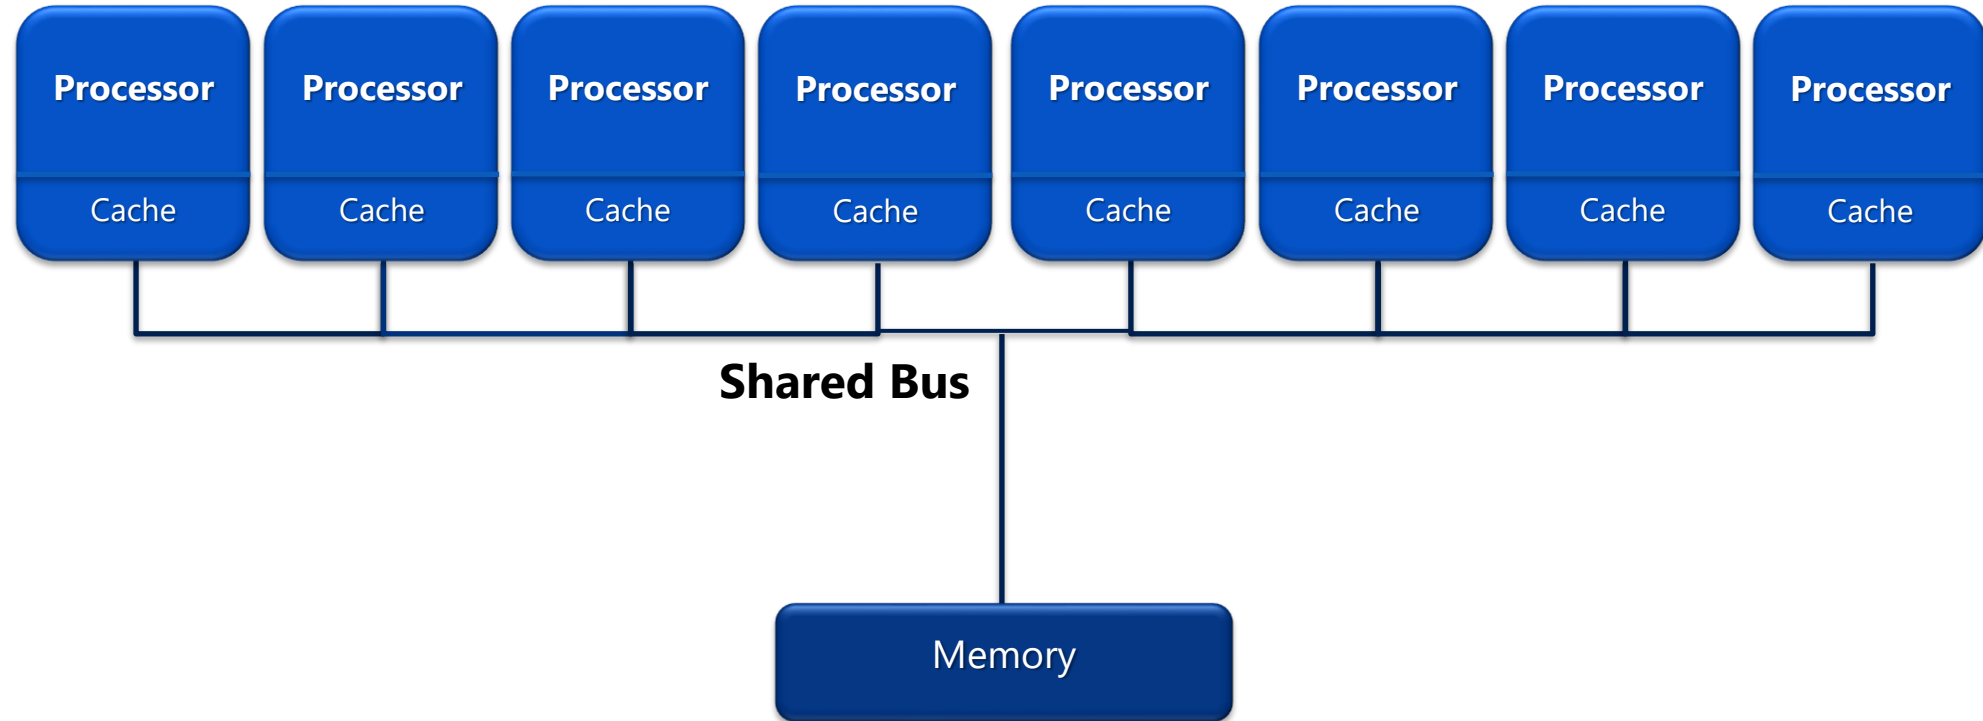 Processor Processor Processor Processor Processor Processor Processor Processor
Cache Cache Cache Cache Cache Cache Cache Cache
Shared Bus
Memory